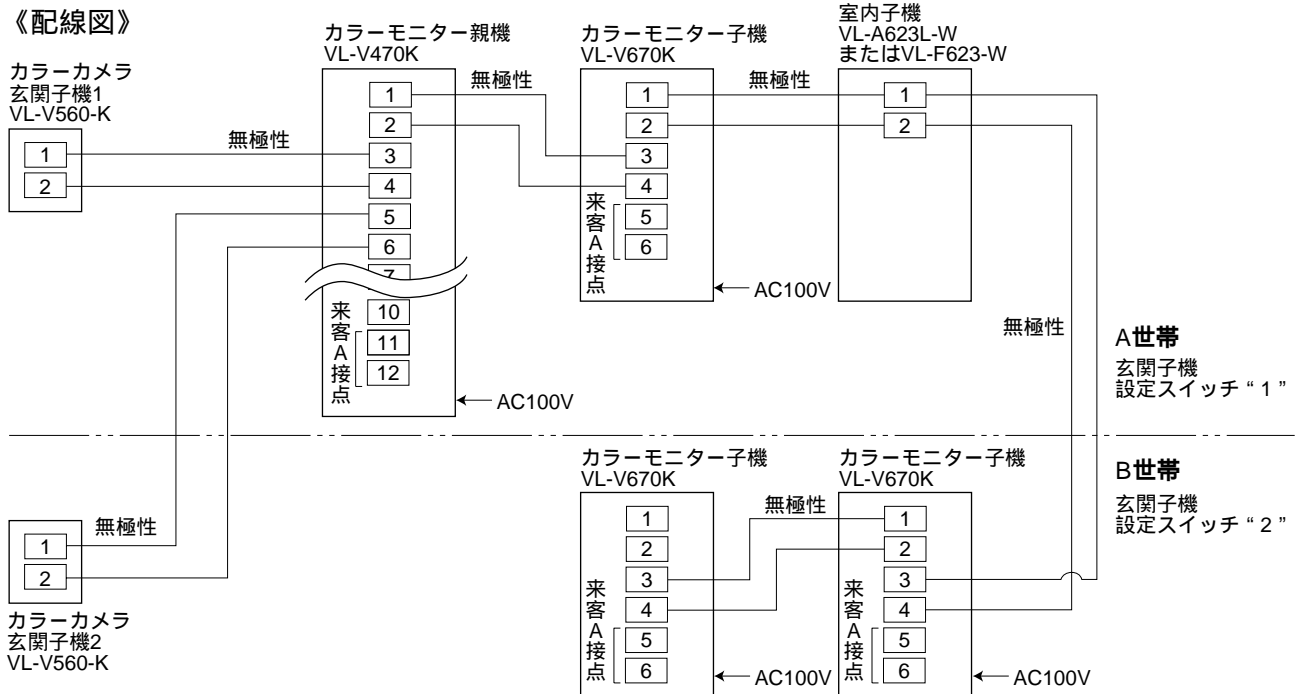 《配線図》
カラーカメラ
玄関子機1
VL-V560-K
1
2
無極性
カラーモニター親機
VL-V470K
1
2
3
4
5
6
7
10
11
12
来客A接点
AC100V
無極性
カラーモニター子機
VL-V670K
1
2
3
4
5
6
来客A接点
AC100V
無極性
室内子機
VL-A623L-W
またはVL-F623-W
1
2
無極性
A世帯
玄関子機
設定スイッチ“1”
1
2
無極性
カラーカメラ
玄関子機2
VL-V560-K
カラーモニター子機
VL-V670K
1
2
3
4
5
6
来客A接点
AC100V
無極性
カラーモニター子機
VL-V670K
1
2
3
4
5
6
来客A接点
AC100V
B世帯
玄関子機
設定スイッチ“2”